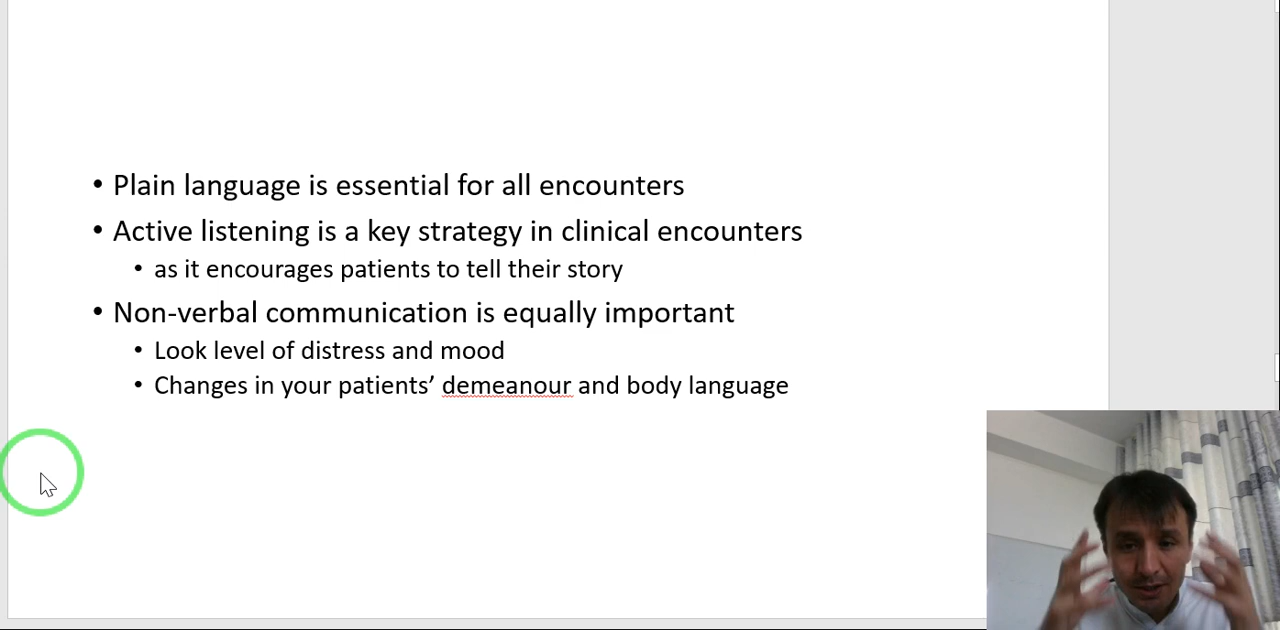 • Plain language is essential for all encounters
• Active listening is a key strategy in clinical encounters
• as it encourages patients to tell their story
• Non-verbal communication is equally important
• Look level of distress and mood
• Changes in your patients’ demeanour and body language